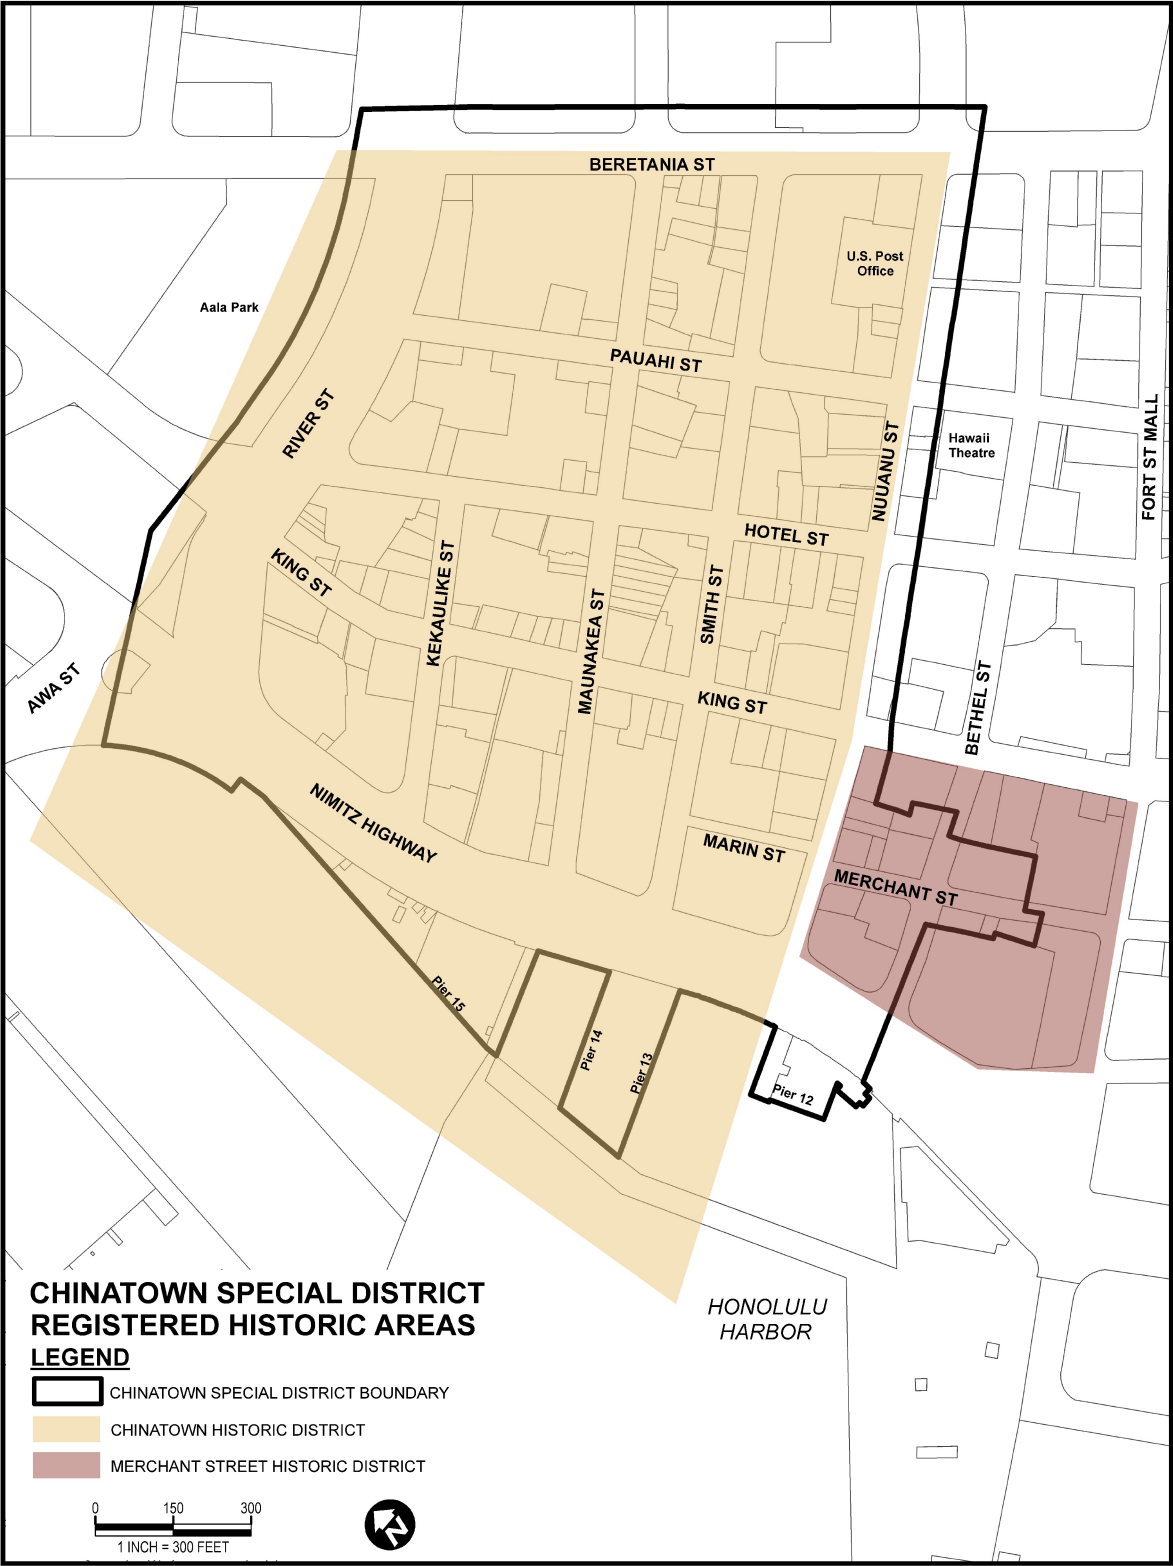 BERETANIA ST
U.S. Post
Office
Aala Park
PAUAHI ST
RIVER ST
NUUANU ST
Hawaii
Theatre
FORT ST MALL
HOTEL ST
KING ST
KEKAULIKE ST
MAUNAKEA ST
SMITH ST
AWA ST
KING ST
BETHEL ST
NIMITZ HIGHWAY
MARIN ST
MERCHANT ST
Pier 15
Pier 14
Pier 13
Pier 12
HONOLULU
HARBOR
CHINATOWN SPECIAL DISTRICT
REGISTERED HISTORIC AREAS
LEGEND
CHINATOWN SPECIAL DISTRICT BOUNDARY
CHINATOWN HISTORIC DISTRICT
MERCHANT STREET HISTORIC DISTRICT
0 150 300
1 INCH = 300 FEET
N